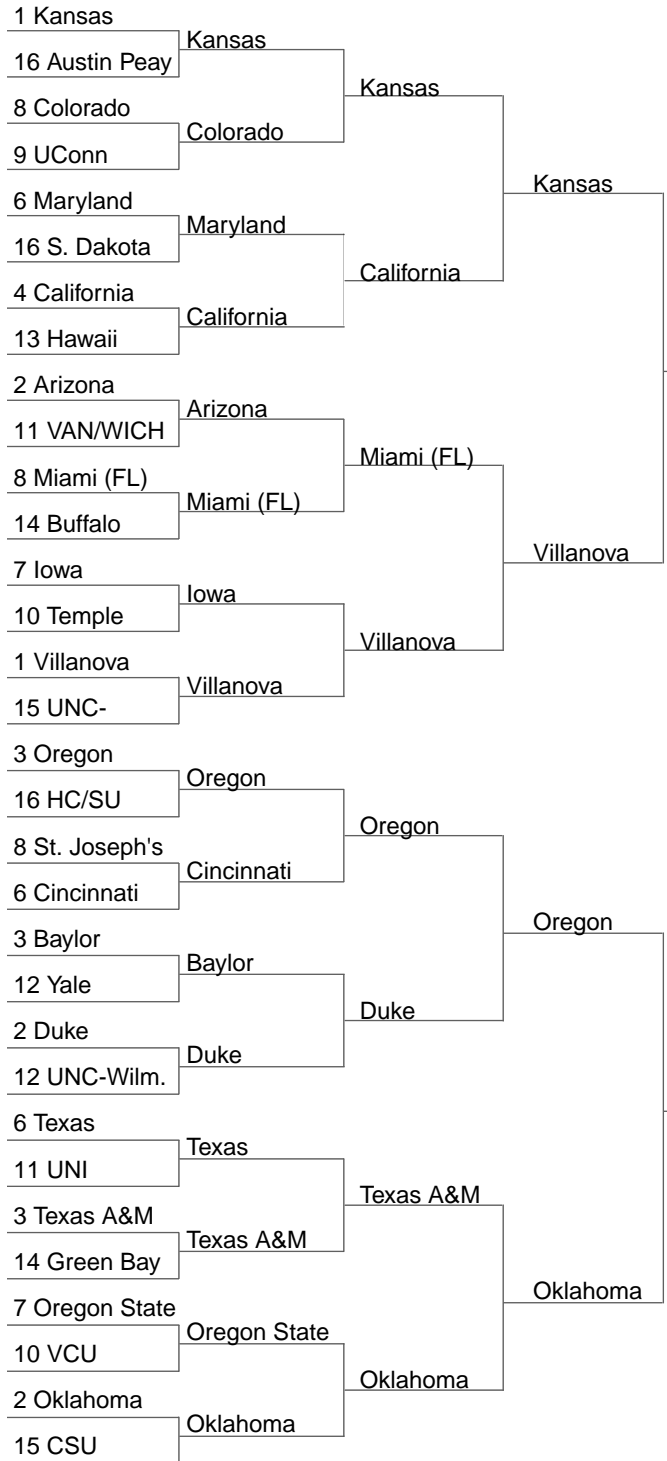 1 Kansas
Kansas
16 Austin Peay
Kansas
8 Colorado
Colorado
9 UConn
Kansas
6 Maryland
Maryland
16 S. Dakota
California
4 California
California
13 Hawaii
2 Arizona
Arizona
11 VAN/WICH
Miami (FL)
8 Miami (FL)
Miami (FL)
14 Buffalo
Villanova
7 Iowa
Iowa
10 Temple
Villanova
1 Villanova
Villanova
15 UNC-
3 Oregon
Oregon
16 HC/SU
Oregon
8 St. Joseph's
Cincinnati
6 Cincinnati
Oregon
3 Baylor
Baylor
12 Yale
Duke
2 Duke
Duke
12 UNC-Wilm.
6 Texas
Texas
11 UNI
Texas A&M
3 Texas A&M
Texas A&M
14 Green Bay
Oklahoma
7 Oregon State
Oregon State
10 VCU
Oklahoma
2 Oklahoma
Oklahoma
15 CSU